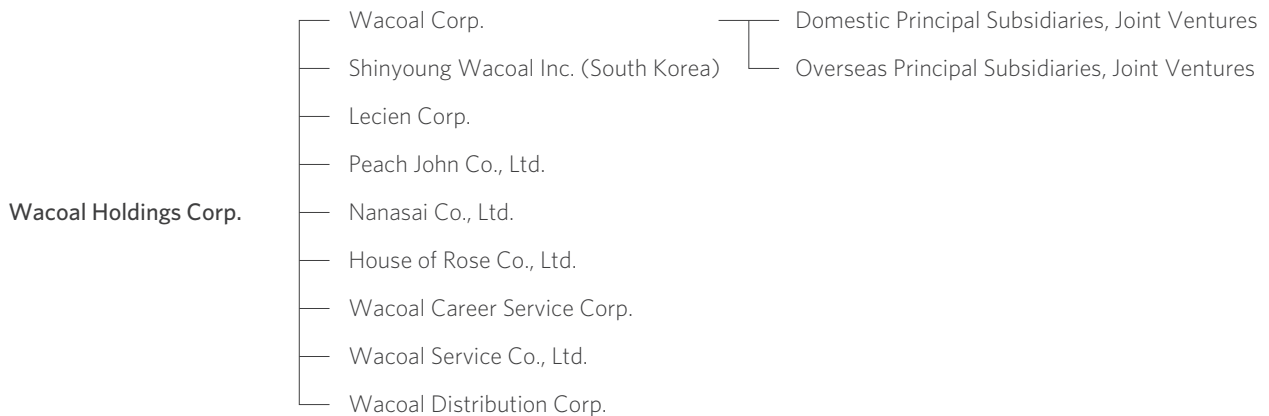 Wacoal Corp.
Domestic Principal Subsidiaries, Joint Ventures
Shinyoung Wacoal Inc. (South Korea)
Overseas Principal Subsidiaries, Joint Ventures
Lecien Corp.
Peach John Co., Ltd.
Wacoal Holdings Corp.
Nanasai Co., Ltd.
House of Rose Co., Ltd.
Wacoal Career Service Corp.
Wacoal Service Co., Ltd.
Wacoal Distribution Corp.